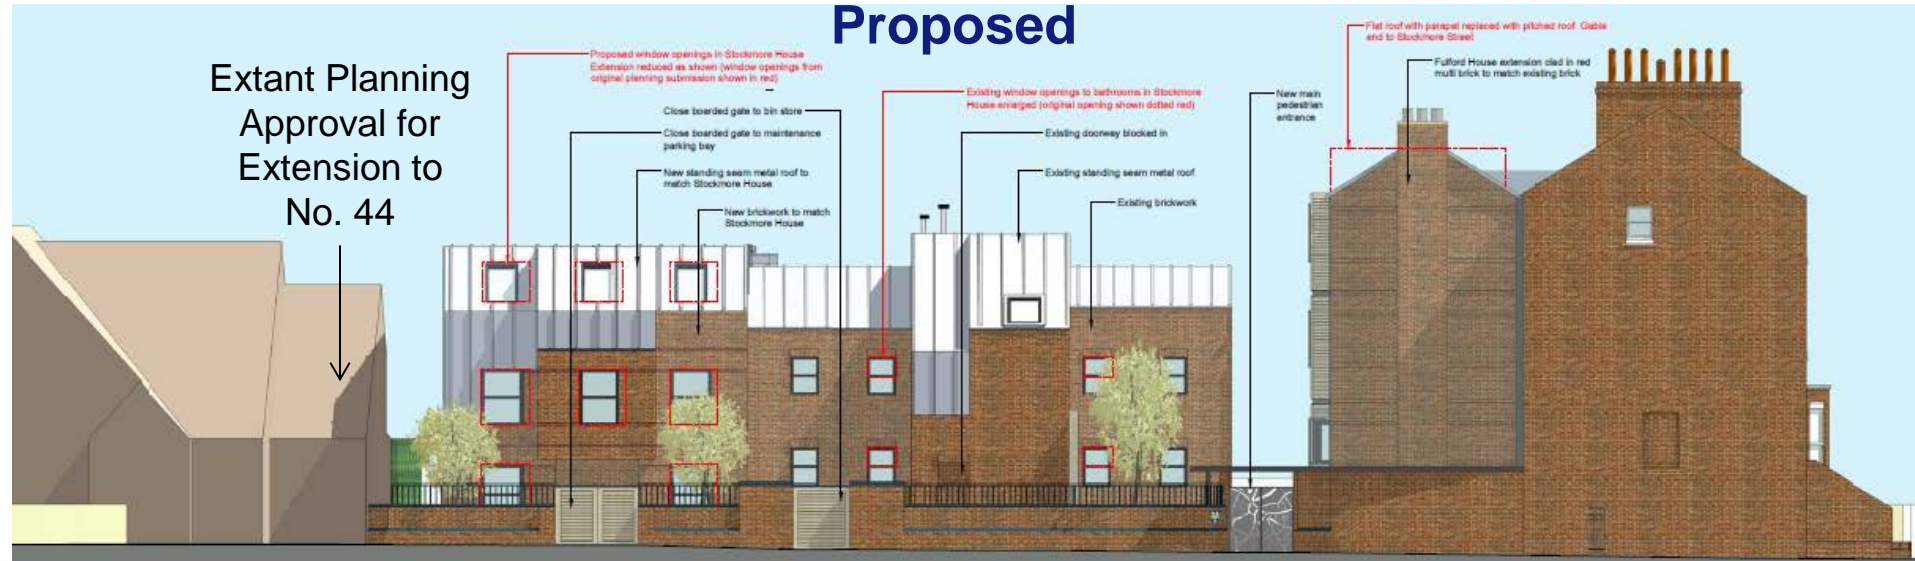 Proposed
Extant Planning
Approval for
Extension to
No. 44
Proposed window openings in Stockmore House
Extension reduced as shown (window openings from
original planning submission shown in red)
Close boarded gate to bin store
Close boarded gate to maintenance
parking bay
New standing seam metal roof to
match Stockmore House
New brickwork to match
Stockmore House
Existing window openings to bathrooms in Stockmore
House enlarged (original opening shown dotted red)
Existing doorway blocked in
Existing standing seam metal roof
Existing brickwork
New main
pedestrian
entrance
Flat roof with parapet replaced with pitched roof. Gable
end to Stockmore Street
Fulford House extension clad in red
multi brick to match existing brick